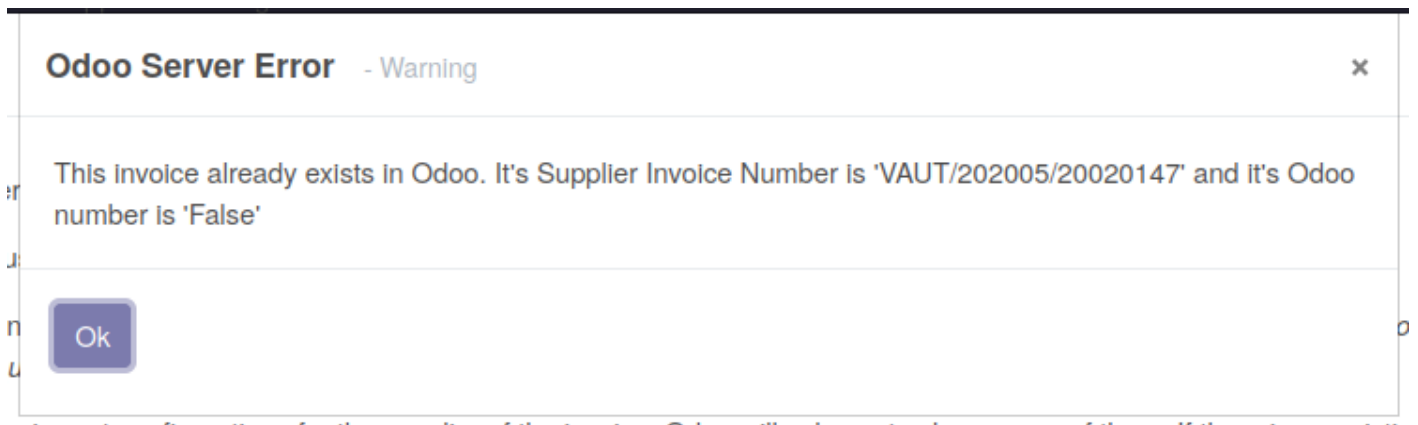 Odoo Server Error - Warning ×
This invoice already exists in Odoo. It's Supplier Invoice Number is 'VAUT/202005/20020147' and it's Odoo
number is 'False'
Ok